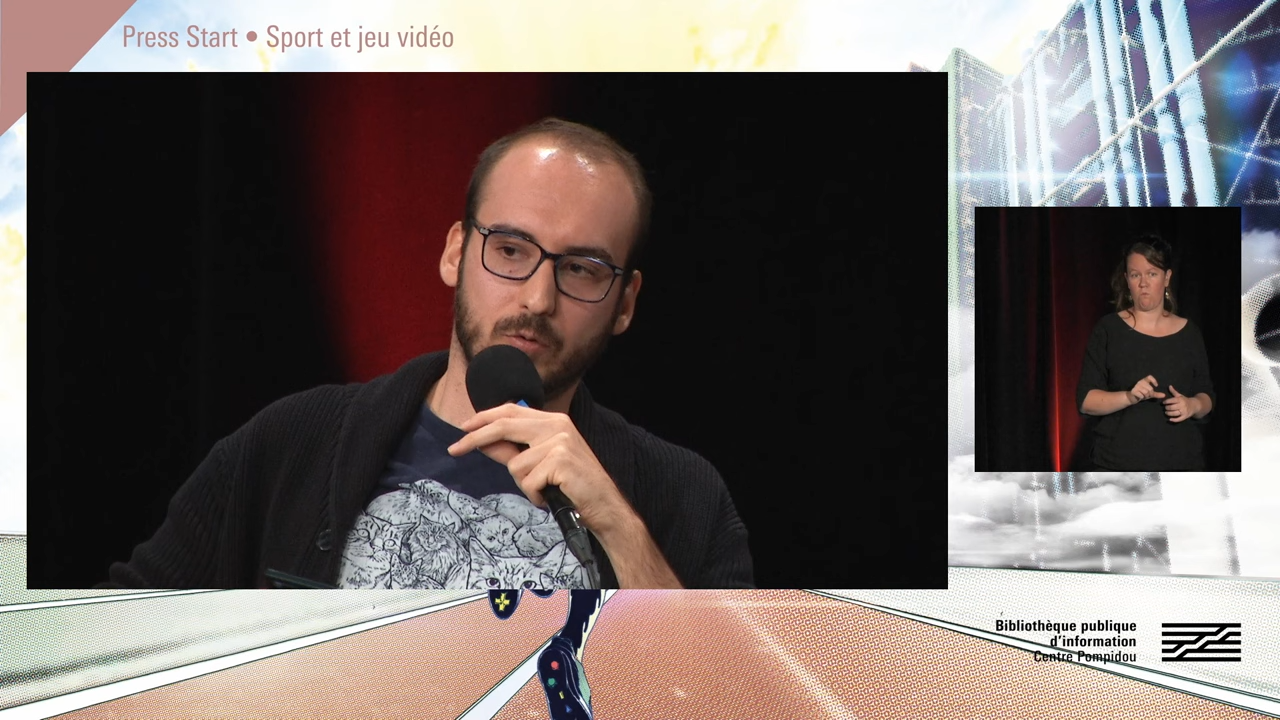 Press Start • Sport et jeu vidéo
Bibliothèque publique
d'information
Centre Pompidou